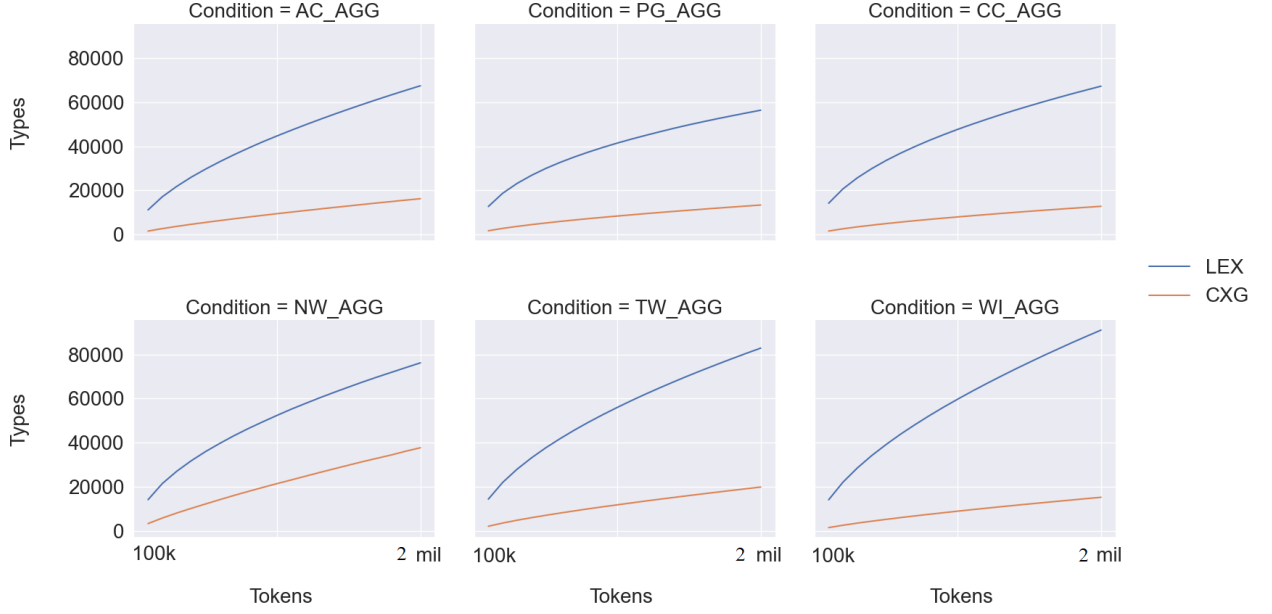 Condition = AC_AGG
Condition = PG_AGG
Condition = CC_AGG
Types
80000
60000
40000
20000
0
LEX
CXG
Condition = NW_AGG
Condition = TW_AGG
Condition = WI_AGG
Types
80000
60000
40000
20000
0
100k
2 mil
100k
2 mil
100k
2 mil
Tokens
Tokens
Tokens